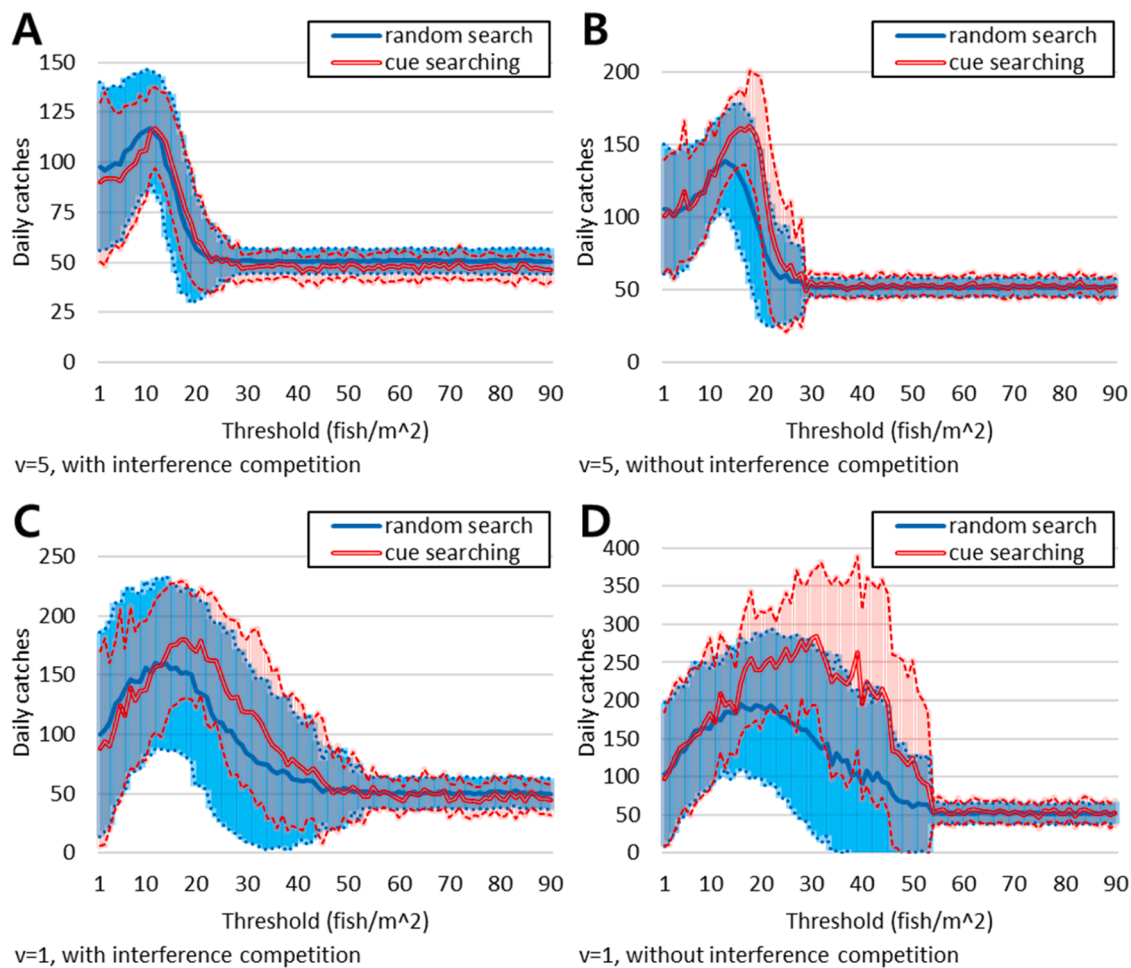 A
random search
cue searching
Daily catches
150
125
100
75
50
25
0
1 10 20 30 40 50 60 70 80 90
Threshold (fish/m^2)
v=5, with interference competition
B
random search
cue searching
Daily catches
200
150
100
50
0
1 10 20 30 40 50 60 70 80 90
Threshold (fish/m^2)
v=5, without interference competition
C
random search
cue searching
Daily catches
250
200
150
100
50
0
1 10 20 30 40 50 60 70 80 90
Threshold (fish/m^2)
v=1, with interference competition
D
random search
cue searching
Daily catches
400
350
300
250
200
150
100
50
0
1 10 20 30 40 50 60 70 80 90
Threshold (fish/m^2)
v=1, without interference competition